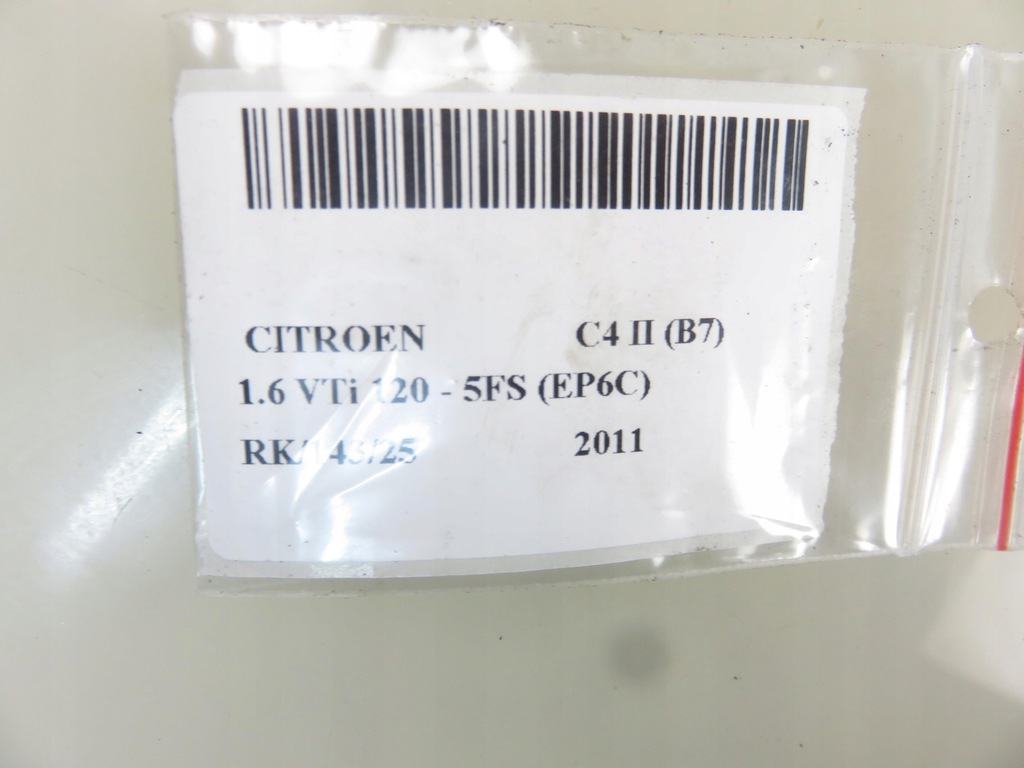 CITROEN C4 II (B7)
1.6 VTi 120 - 5FS (EP6C)
2011